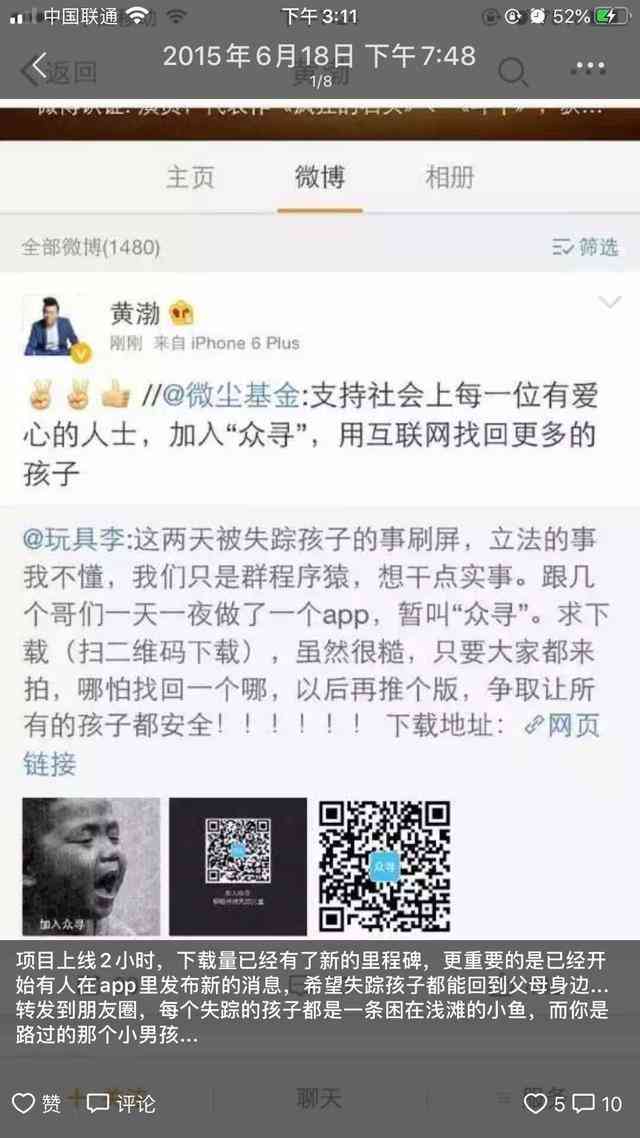 中国联通 下午3:11 52%
返回
2015年6月18日 下午7:48
1/8
主页 微博 相册
全部微博(1480) 筛选
黄渤
刚刚 来自 iPhone 6 Plus
//@微尘基金:支持社会上每一位有爱
心的人士，加入“众寻”，用互联网找回更多的
孩子
@玩具李:这两天被失踪孩子的事刷屏，立法的事
我不懂，我们只是群程序猿，想干点实事。跟几
个哥们一天一夜做了一个app，暂叫“众寻”。求下
载（扫二维码下载），虽然很糙，只要大家都来
拍，哪怕找回一个哪，以后再推个版，争取让所
有的孩子都安全！！！！！！ 下载地址： 网页
链接
加入众寻
加入众寻
众寻
项目上线2小时，下载量已经有了新的里程碑，更重要的是已经开
始有人在app里发布新的消息，希望失踪孩子都能回到父母身边...
转发到朋友圈，每个失踪的孩子都是一条困在浅滩的小鱼，而你是
路过的那个小男孩...
赞 评论 聊天 5 10